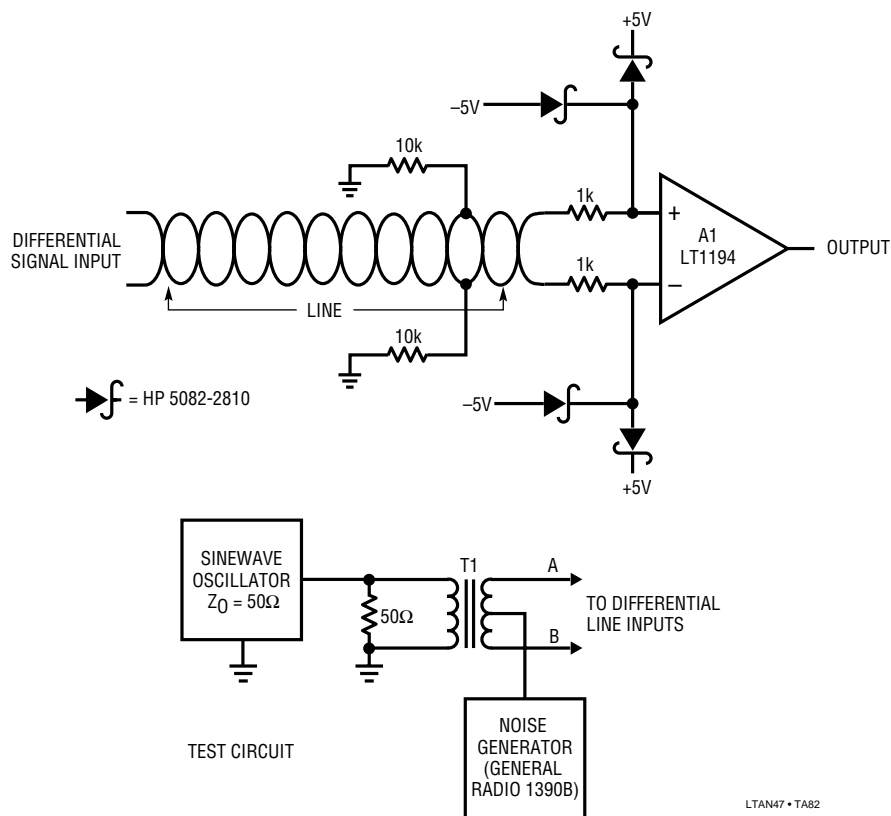 +5V
–5V
10k
1k
+
A1
LT1194
OUTPUT
DIFFERENTIAL
SIGNAL INPUT
1k
–
LINE
10k
= HP 5082-2810
–5V
+5V
SINEWAVE
OSCILLATOR
ZO = 50Ω
50Ω
T1
A
B
TO DIFFERENTIAL
LINE INPUTS
NOISE
GENERATOR
(GENERAL
RADIO 1390B)
TEST CIRCUIT
LTAN47 • TA82